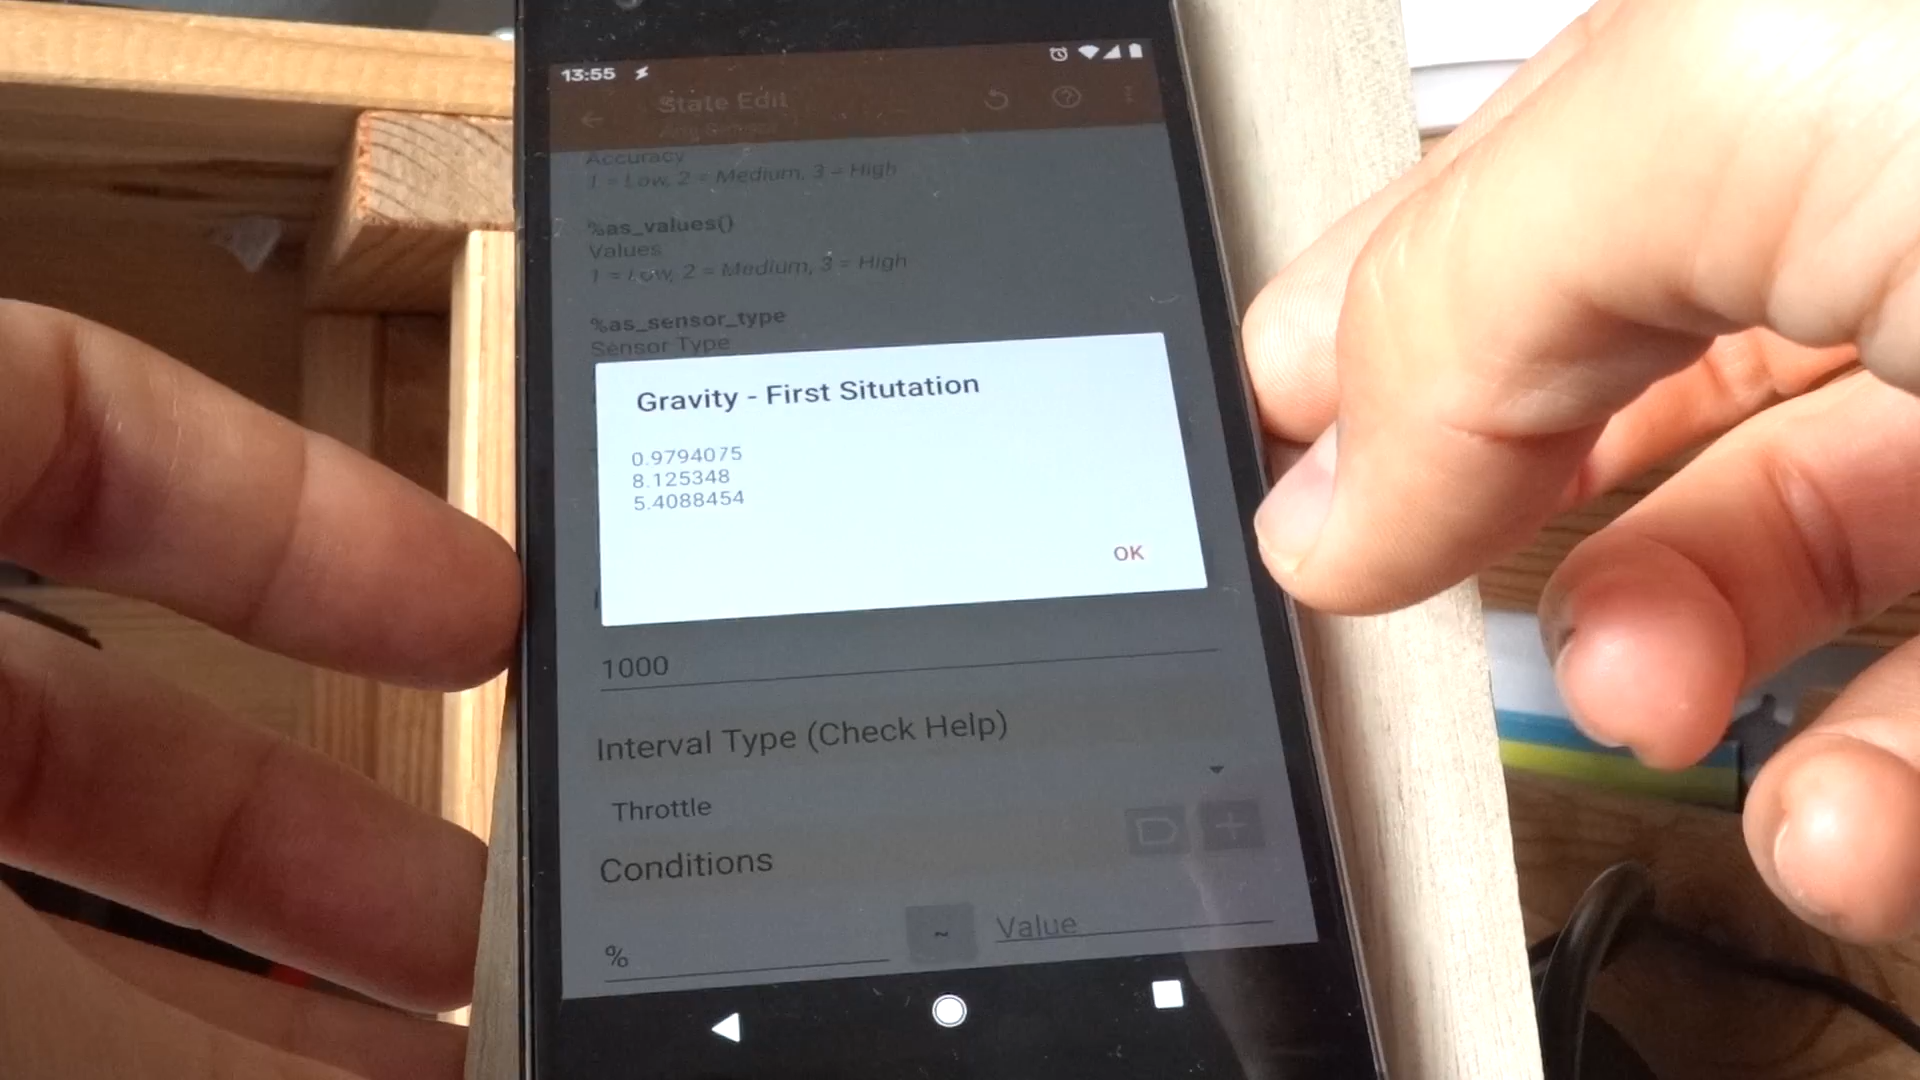 13:55
State Edit
Any Sensor
Accuracy
1 = Low, 2 = Medium, 3 = High
%as_values()
Values
1 = Low, 2 = Medium, 3 = High
%as_sensor_type
Sensor Type
Gravity - First Situtation
0.9794075
8.125348
5.4088454
OK
1000
Interval Type (Check Help)
Throttle
Conditions
% ~ Value